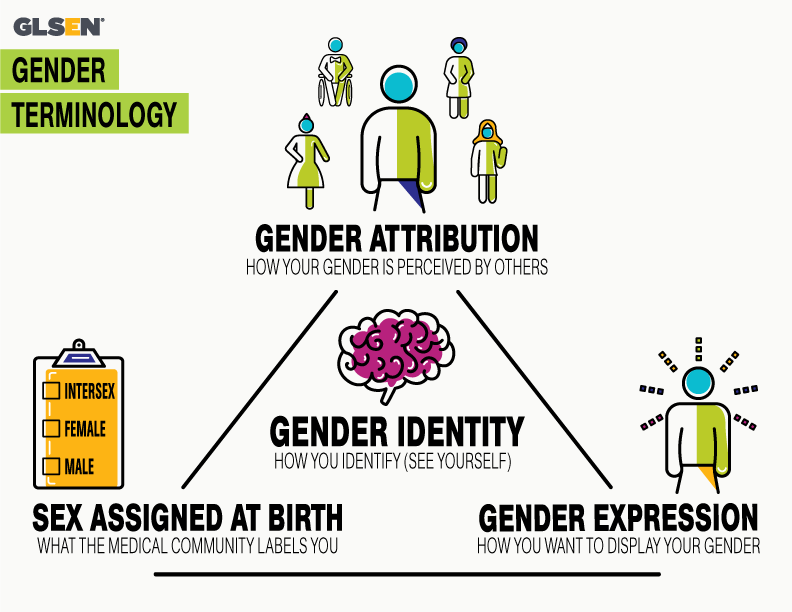 GLSEN®
GENDER
TERMINOLOGY
GENDER ATTRIBUTION
HOW YOUR GENDER IS PERCEIVED BY OTHERS
INTERSEX
FEMALE
MALE
GENDER IDENTITY
HOW YOU IDENTIFY (SEE YOURSELF)
SEX ASSIGNED AT BIRTH
WHAT THE MEDICAL COMMUNITY LABELS YOU
GENDER EXPRESSION
HOW YOU WANT TO DISPLAY YOUR GENDER